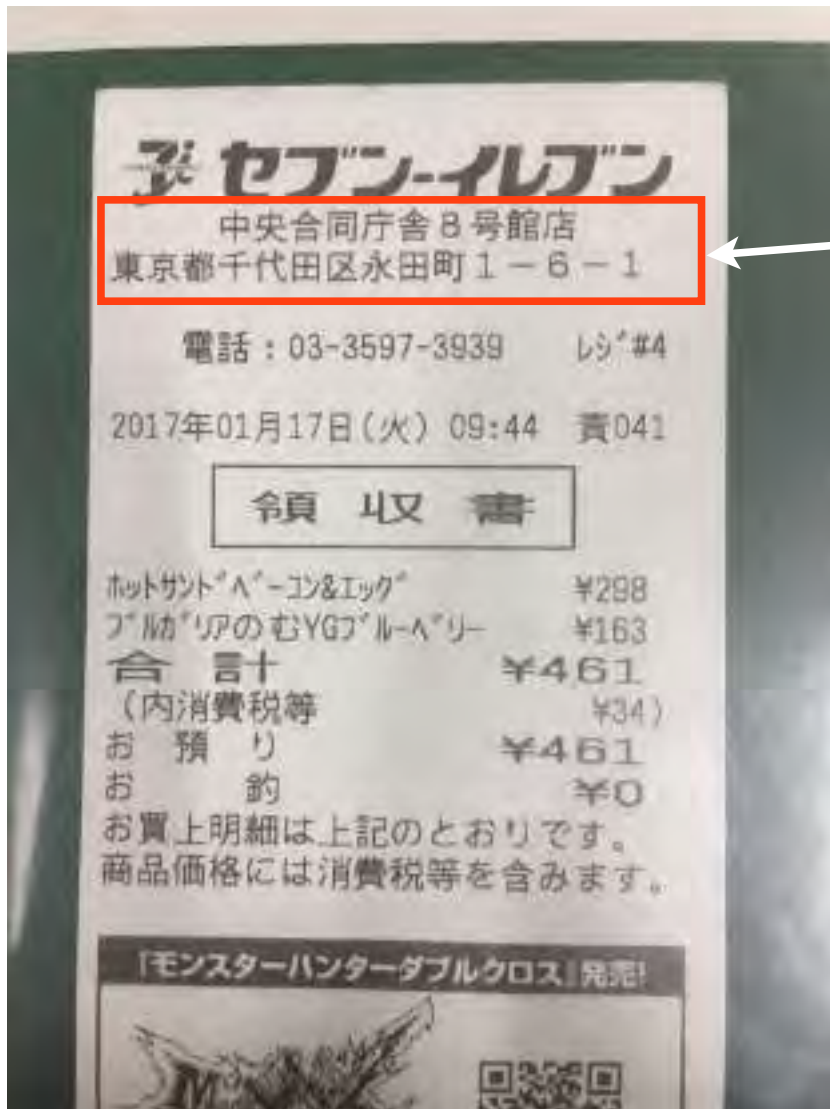 セブン-イレブン
中央合同庁舎8号館店
東京都千代田区永田町1-6-1
電話:03-3597-3939 レジ#4
2017年01月17日(火) 09:44 責041
領収書
ホットサンドベーコン&エッグ ¥298
ブルガリアのむYGブルーベリー ¥163
合計 ¥461
(内消費税等 ¥34)
お預り ¥461
お釣 ¥0
お買上明細は上記のとおりです。
商品価格には消費税等を含みます。
『モンスターハンターダブルクロス』発売!